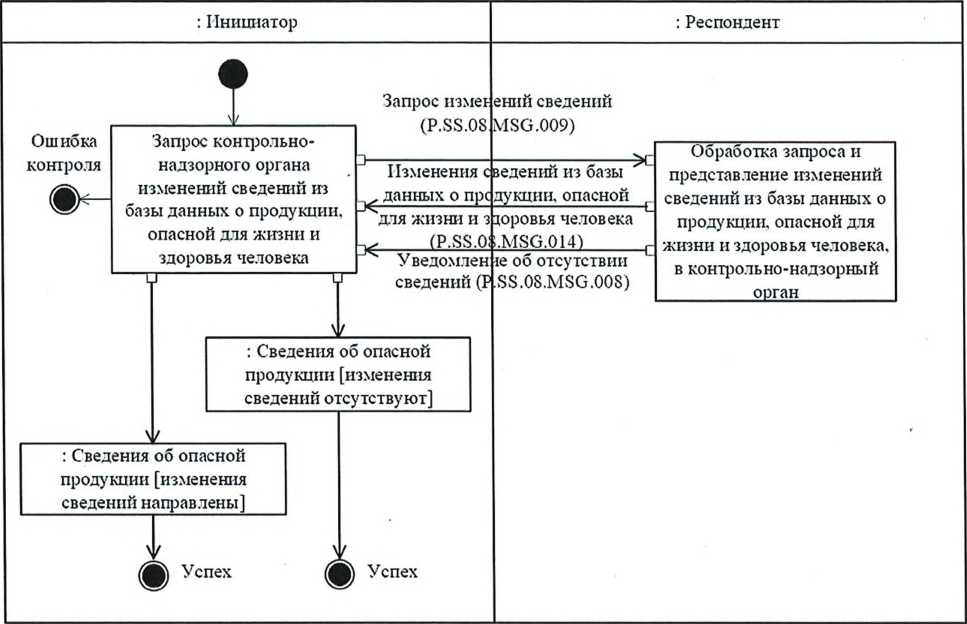 : Инициатор
: Респондент
Запрос изменений сведений
(P.SS.08.MSG.009)
Ошибка
контроля
Запрос контрольно-
надзорного органа
изменений сведений из
базы данных о продукции,
опасной для жизни и
здоровья человека
Изменения сведений из базы
данных о продукции, опасной
для жизни и здоровья человека
(P.SS.08.MSG.014)
Уведомление об отсутствии
сведений (P.SS.08.MSG.008)
Обработка запроса и
представление изменений
сведений из базы данных о
продукции, опасной для
жизни и здоровья человека,
в контрольно-надзорный
орган
: Сведения об опасной
продукции [изменения
сведений отсутствуют]
: Сведения об опасной
продукции [изменения
сведений направлены]
Успех
Успех